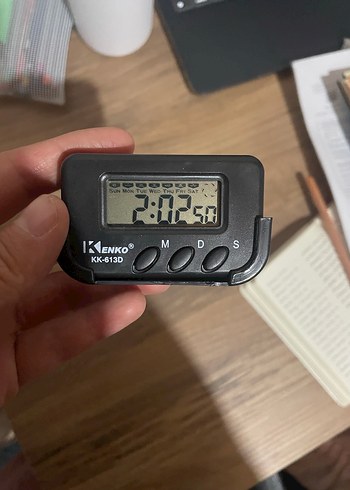 SUN MON TUE WED THU FRI SAT
2:02 50
KENKO®
KK-613D
M D S